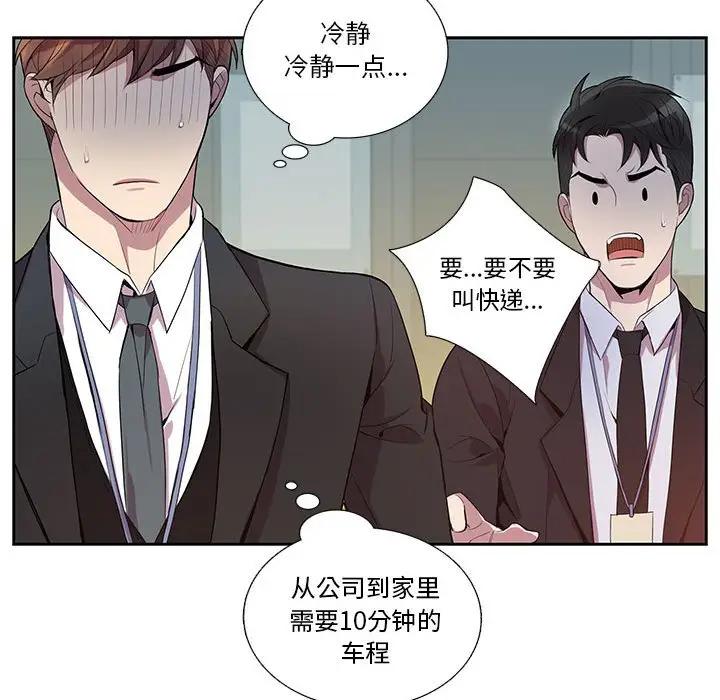 冷静
冷静一点...
要...要不要
叫快递...
从公司到家里
需要10分钟的
车程